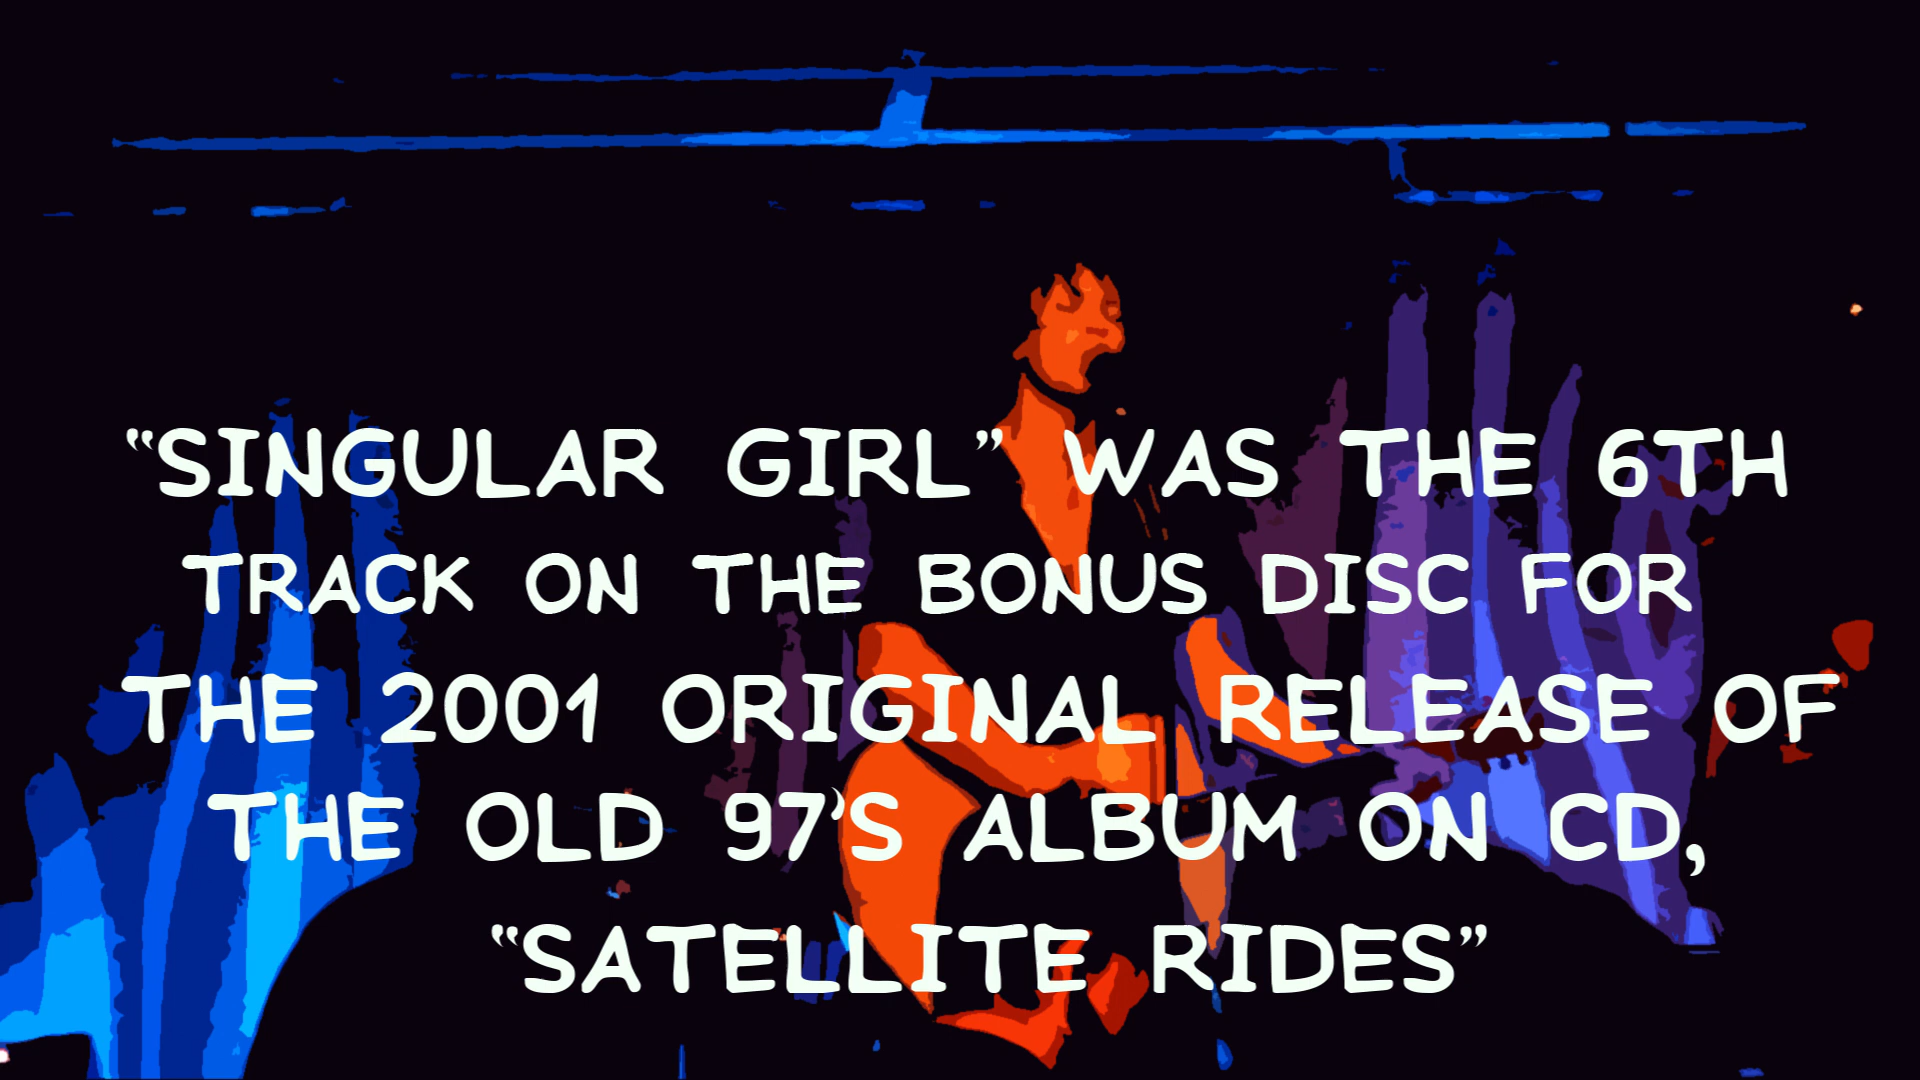 “SINGULAR GIRL” WAS THE 6TH
TRACK ON THE BONUS DISC FOR
THE 2001 ORIGINAL RELEASE OF
THE OLD 97’S ALBUM ON CD,
“SATELLITE RIDES”